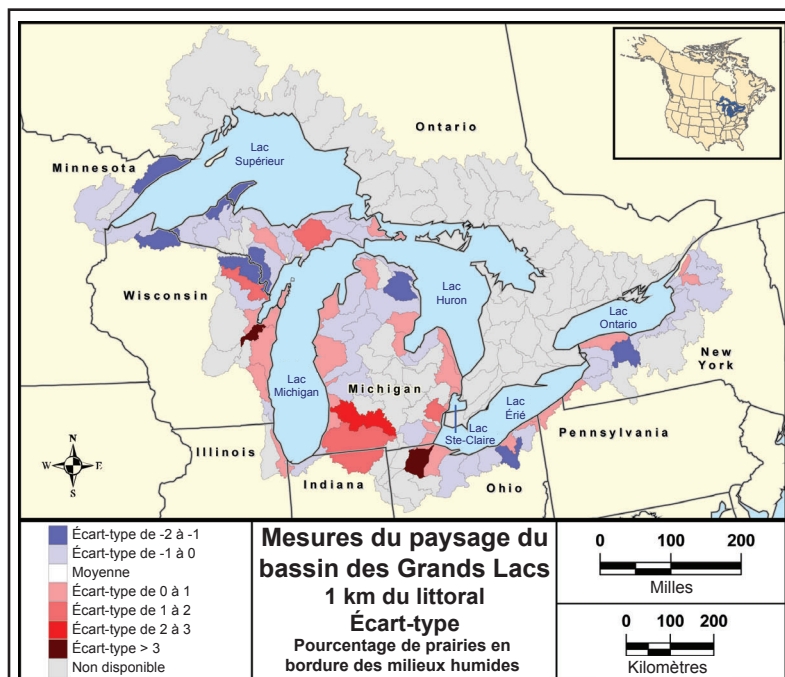 Ontario
Minnesota
Lac
Supérieur
Wisconsin
Lac
Huron
Lac
Ontario
New
York
Michigan
Lac
Michigan
Lac
Érié
Lac
Ste-Claire
Pennsylvania
Illinois
Indiana
Ohio
N
W E
S
Écart-type de -2 à -1
Écart-type de -1 à 0
Moyenne
Écart-type de 0 à 1
Écart-type de 1 à 2
Écart-type de 2 à 3
Écart-type > 3
Non disponible
Mesures du paysage du
bassin des Grands Lacs
1 km du littoral
Écart-type
Pourcentage de prairies en
bordure des milieux humides
0 100 200
Milles
0 100 200
Kilomètres